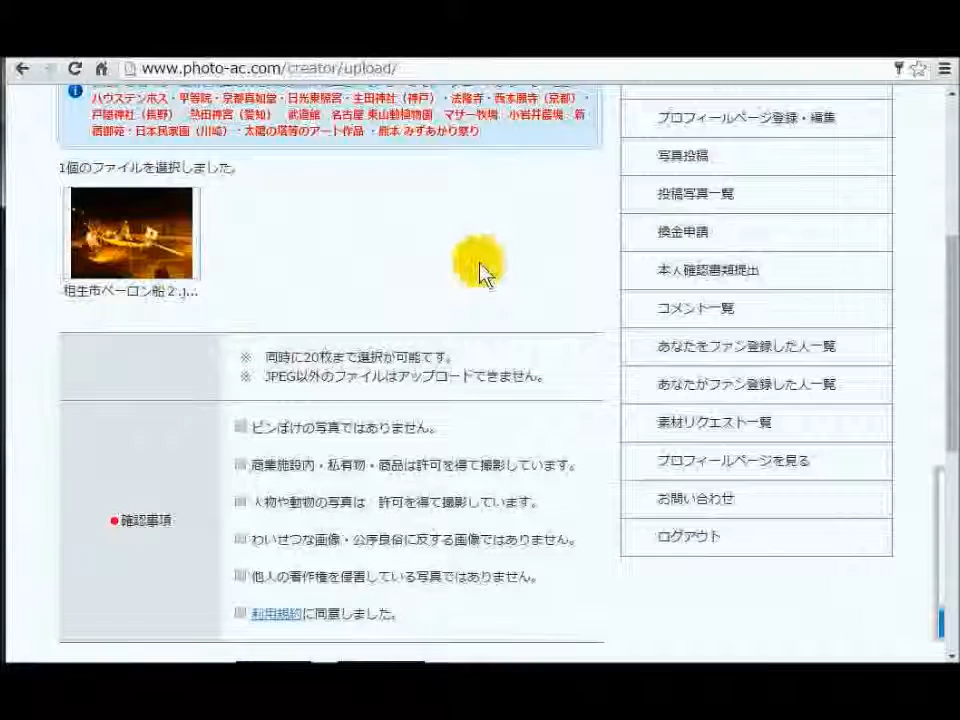 www.photo-ac.com/creator/upload/
ハウステンボス・平等院・京都真如堂・日光東照宮・生田神社（神戸）・法隆寺・西本願寺（京都）・
戸隠神社（長野） 熱田神宮（愛知） 武道館 名古屋 東山動植物園 マザー牧場 小岩井農場 新
宿御苑・日本民家園（川崎）・太陽の塔等のアート作品 ・熊本 みずあかり祭り
1個のファイルを選択しました。
相生市ペーロン船２.j...
※ 同時に20枚まで選択が可能です。
※ JPEG以外のファイルはアップロードできません。
●確認事項
ピンぼけの写真ではありません。
商業施設内・私有物・商品は許可を得て撮影しています。
人物や動物の写真は 許可を得て撮影しています。
わいせつな画像・公序良俗に反する画像ではありません。
他人の著作権を侵害している写真ではありません。
利用規約に同意しました。
プロフィールページ登録・編集
写真投稿
投稿写真一覧
換金申請
本人確認書類提出
コメント一覧
あなたをファン登録した人一覧
あなたがファン登録した人一覧
素材リクエスト一覧
プロフィールページを見る
お問い合わせ
ログアウト